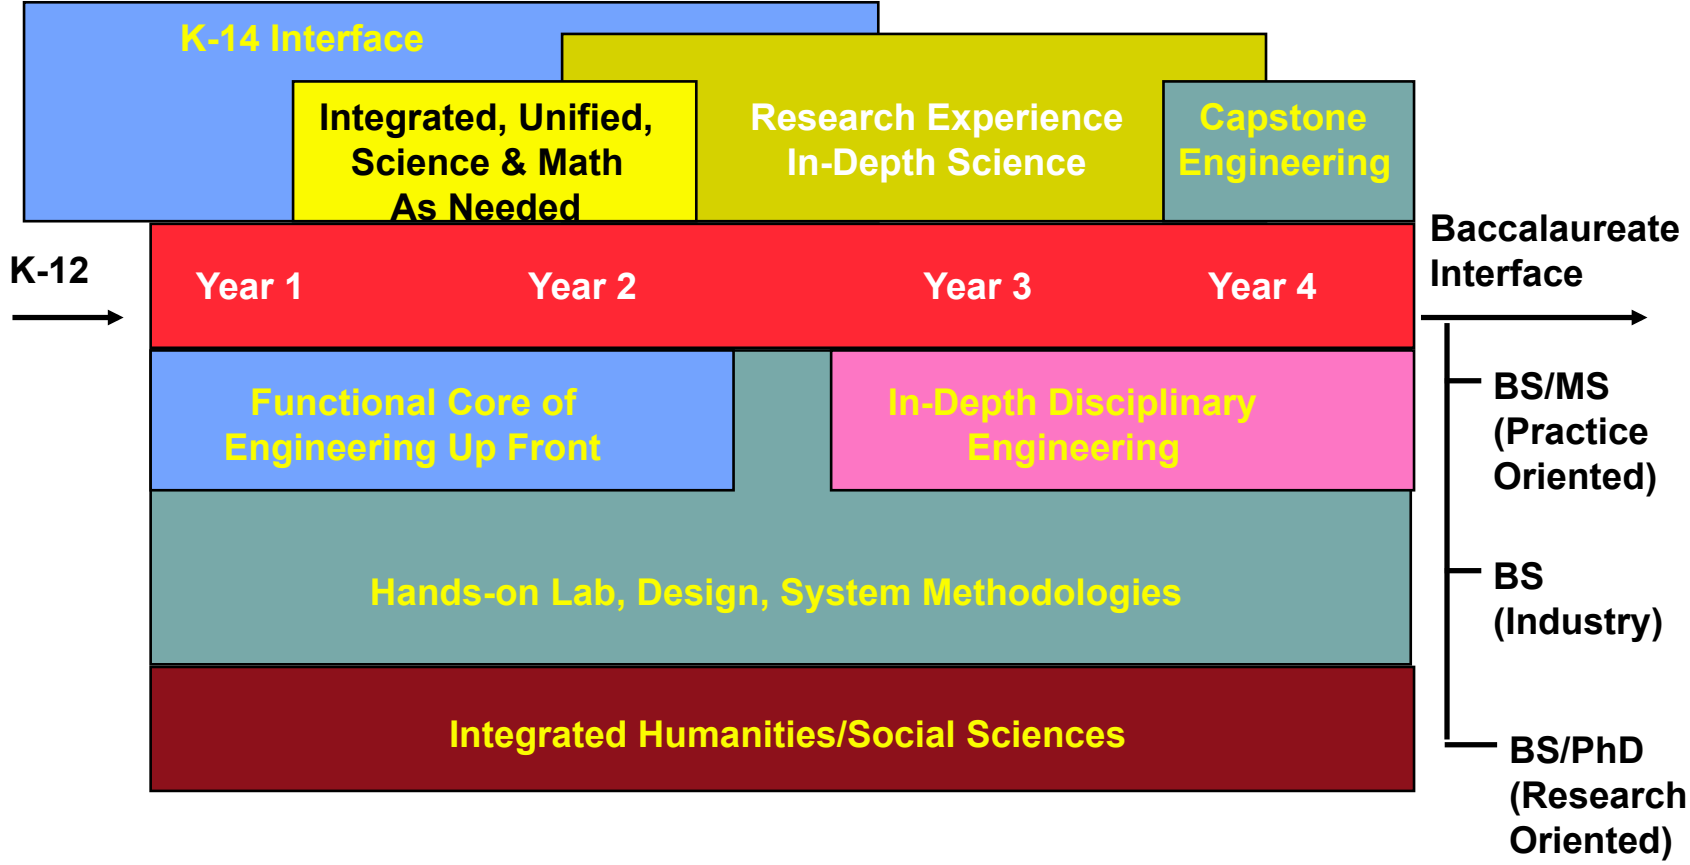 K-14 Interface
Integrated, Unified,
Science & Math
As Needed
Research Experience
In-Depth Science
Capstone
Engineering
K-12
Year 1
Year 2
Year 3
Year 4
Baccalaureate
Interface
Functional Core of
Engineering Up Front
In-Depth Disciplinary
Engineering
BS/MS
(Practice
Oriented)
Hands-on Lab, Design, System Methodologies
BS
(Industry)
Integrated Humanities/Social Sciences
BS/PhD
(Research
Oriented)